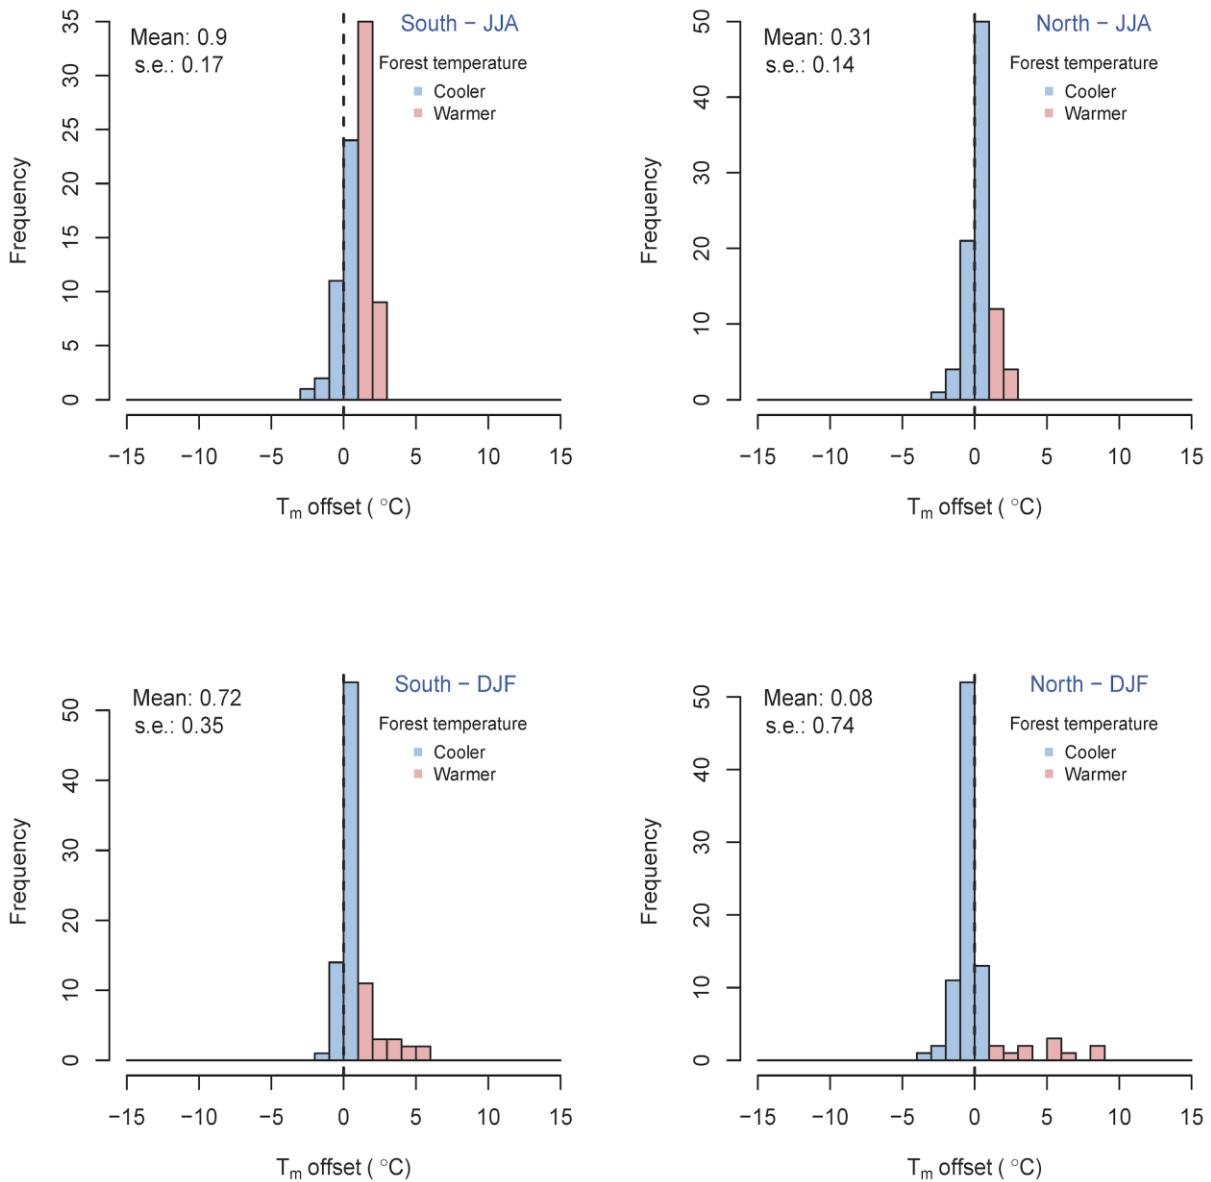 South − JJA
Mean: 0.9
s.e.: 0.17
Forest temperature
Cooler
Warmer
Frequency
0
5
10
15
20
25
30
35
−15 −10 −5 0 5 10 15
Tm offset ( °C)
North − JJA
Mean: 0.31
s.e.: 0.14
Forest temperature
Cooler
Warmer
Frequency
0
10
20
30
40
50
−15 −10 −5 0 5 10 15
Tm offset ( °C)
South − DJF
Mean: 0.72
s.e.: 0.35
Forest temperature
Cooler
Warmer
Frequency
0
10
20
30
40
50
−15 −10 −5 0 5 10 15
Tm offset ( °C)
North − DJF
Mean: 0.08
s.e.: 0.74
Forest temperature
Cooler
Warmer
Frequency
0
10
20
30
40
50
−15 −10 −5 0 5 10 15
Tm offset ( °C)